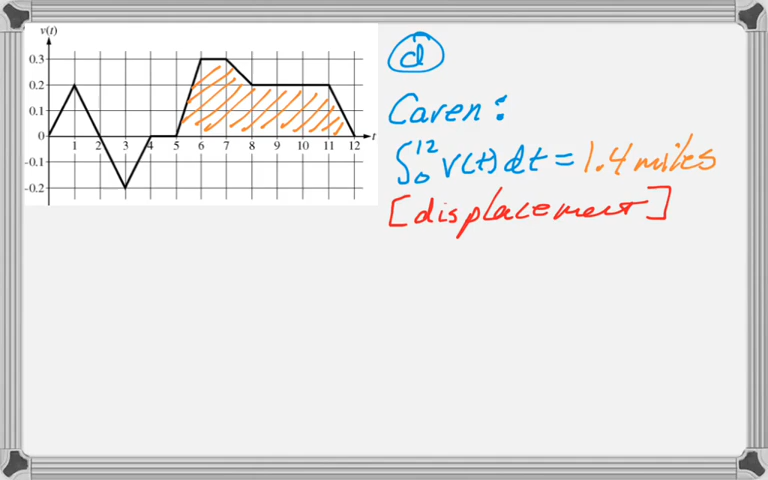 v(t)
0.3
0.2
0.1
0
-0.1
-0.2
1 2 3 4 5 6 7 8 9 10 11 12 t
d
Caren:
∫₀¹² v(t) dt = 1.4 miles
[displacement]